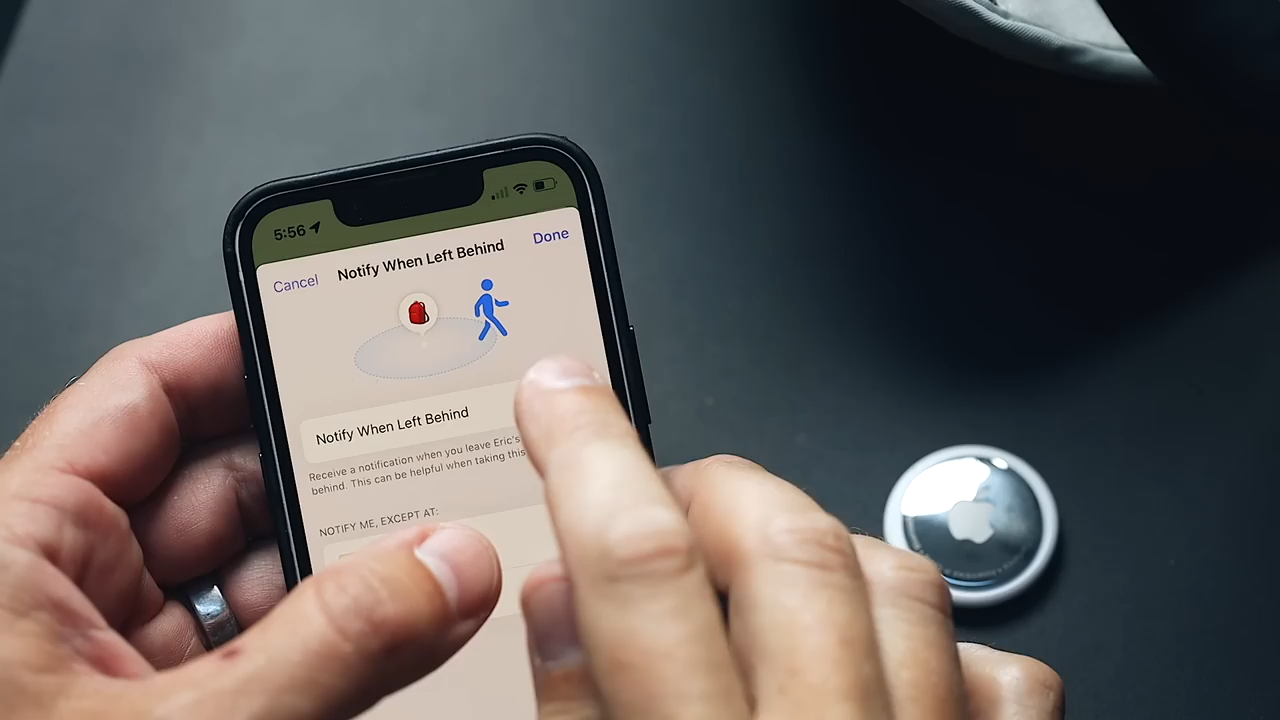 5:56
Cancel
Notify When Left Behind
Done
Notify When Left Behind
Receive a notification when you leave Eric's
behind. This can be helpful when taking this
NOTIFY ME, EXCEPT AT: